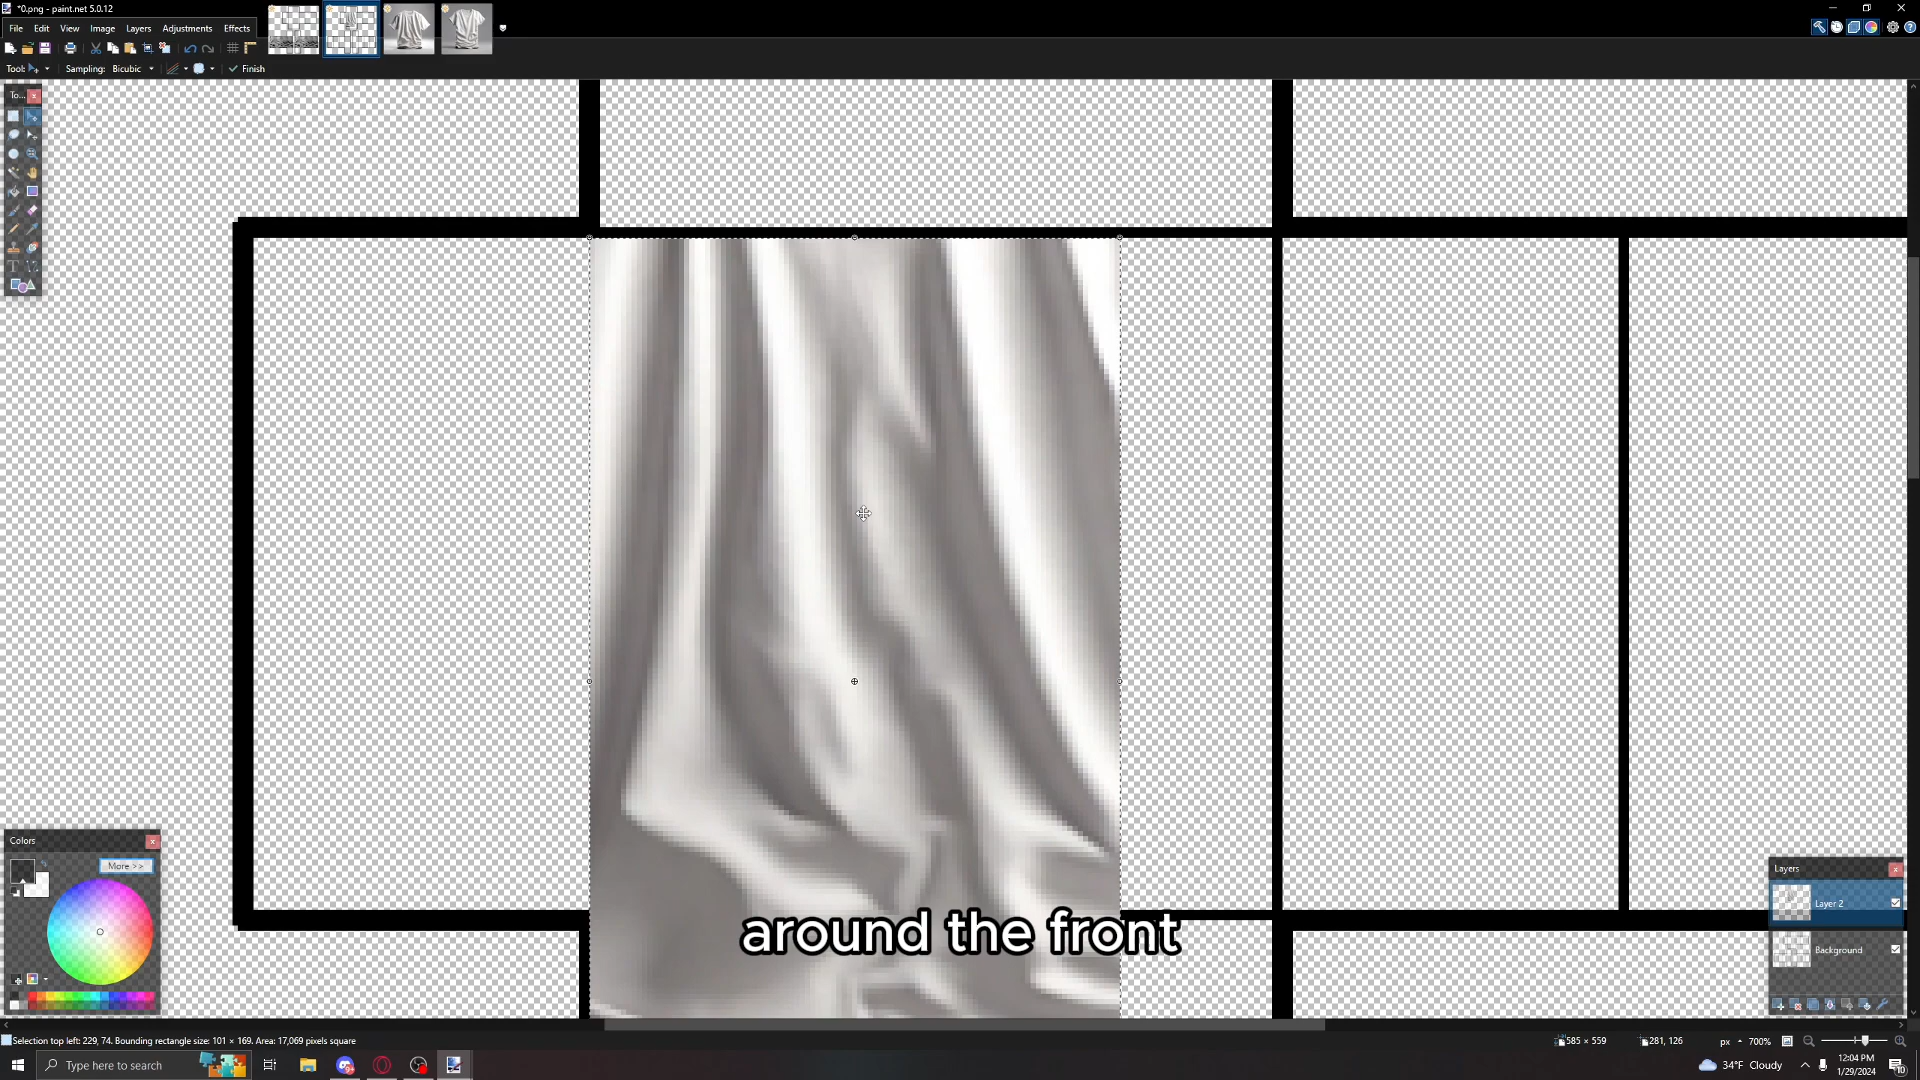 *0.png - paint.net 5.0.12
File Edit View Image Layers Adjustments Effects
Tool: Sampling: Bicubic Finish
To...
Colors
More >>
Layers
Layer 2
Background
around the front
Selection top left: 229, 74. Bounding rectangle size: 101 × 169. Area: 17,069 pixels square
585 × 559
281, 126
px
700%
Type here to search
34°F Cloudy
12:04 PM
1/29/2024
10